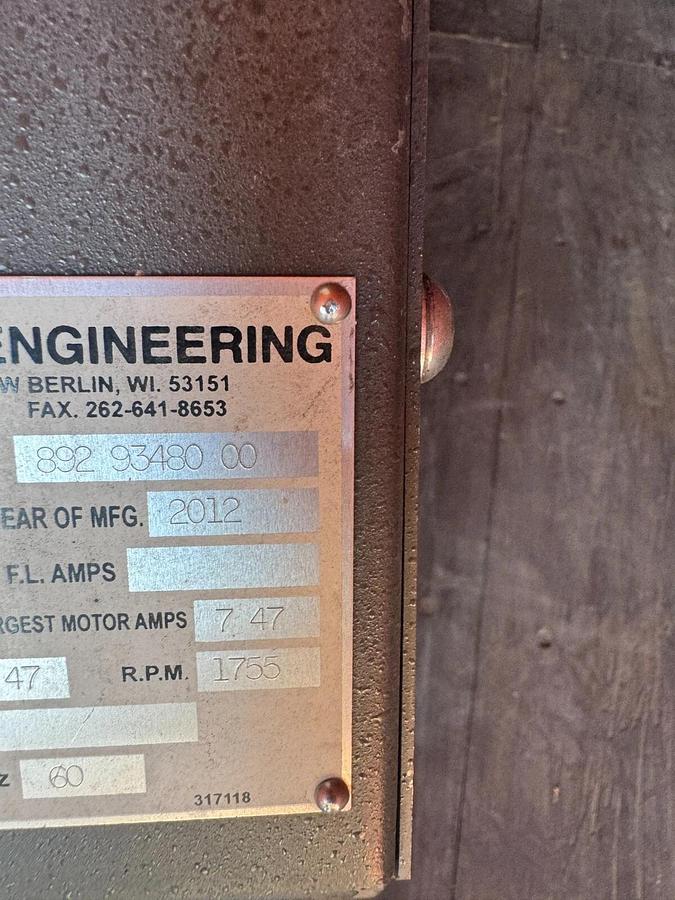 ENGINEERING
W BERLIN, WI. 53151
FAX. 262-641-8653
892 93480 00
EAR OF MFG. 2012
F.L. AMPS
RGEST MOTOR AMPS 7 47
47 R.P.M. 1755
z 60
317118